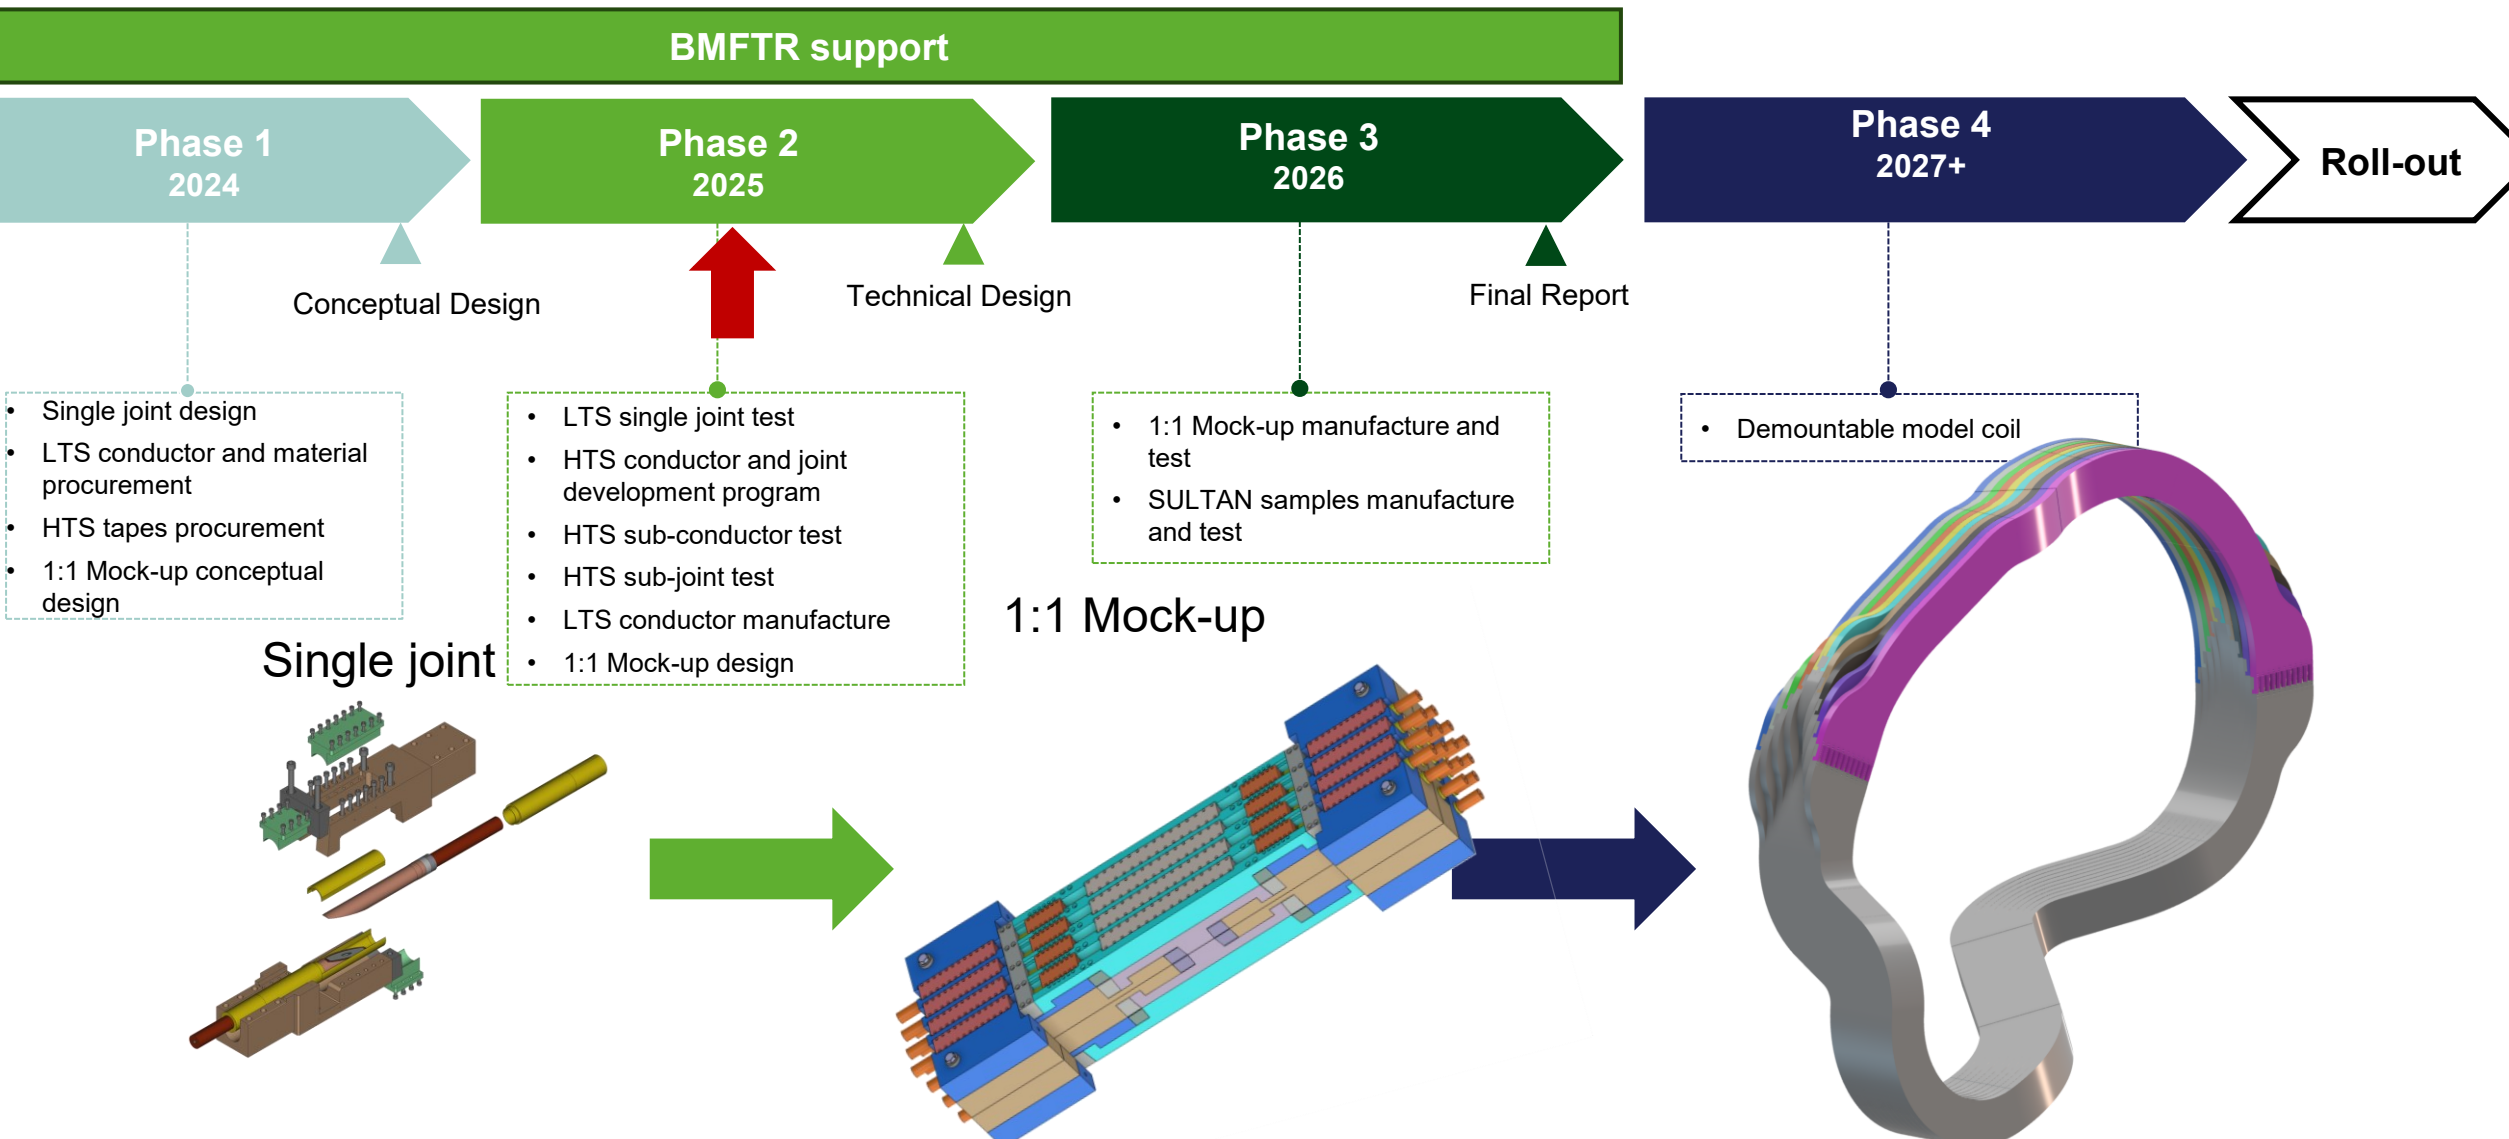 BMFTR support
Phase 1
2024
Phase 2
2025
Phase 3
2026
Phase 4
2027+
Roll-out
Conceptual Design
Technical Design
Final Report
• Single joint design
• LTS conductor and material
procurement
• HTS tapes procurement
• 1:1 Mock-up conceptual
design
• LTS single joint test
• HTS conductor and joint
development program
• HTS sub-conductor test
• HTS sub-joint test
• LTS conductor manufacture
• 1:1 Mock-up design
• 1:1 Mock-up manufacture and
test
• SULTAN samples manufacture
and test
• Demountable model coil
Single joint
1:1 Mock-up